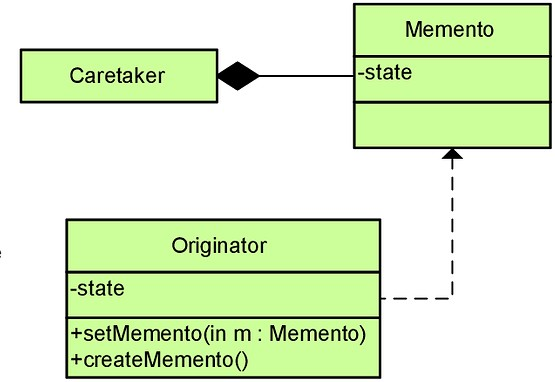 Memento
-state
Caretaker
Originator
-state
+setMemento(in m : Memento)
+createMemento()